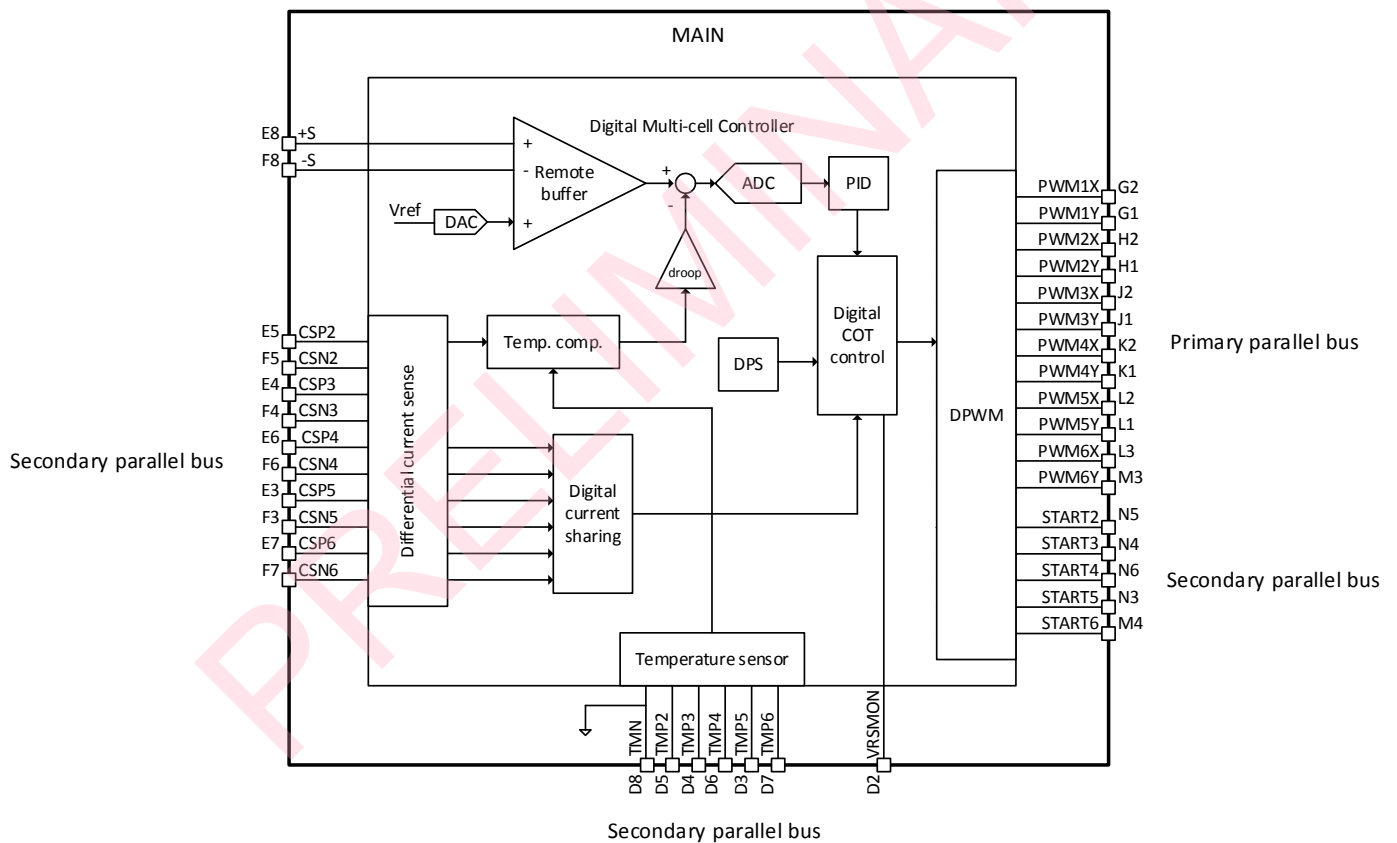 MAIN
Digital Multi-cell Controller
E8 +S
F8 -S
+
-
+
Remote
buffer
Vref
DAC
+
-
ADC
PID
droop
E5 CSP2
F5 CSN2
E4 CSP3
F4 CSN3
E6 CSP4
F6 CSN4
E3 CSP5
F3 CSN5
E7 CSP6
F7 CSN6
Secondary parallel bus
Differential current sense
Temp. comp.
Digital
current
sharing
DPS
Digital
COT
control
DPWM
PWM1X G2
PWM1Y G1
PWM2X H2
PWM2Y H1
PWM3X J2
PWM3Y J1
PWM4X K2
PWM4Y K1
PWM5X L2
PWM5Y L1
PWM6X L3
PWM6Y M3
Primary parallel bus
START2 N5
START3 N4
START4 N6
START5 N3
START6 M4
Secondary parallel bus
Temperature sensor
D8 TMN
D5 TMP2
D4 TMP3
D6 TMP4
D3 TMP5
D7 TMP6
D2 VRSMON
Secondary parallel bus
PRELIMINA